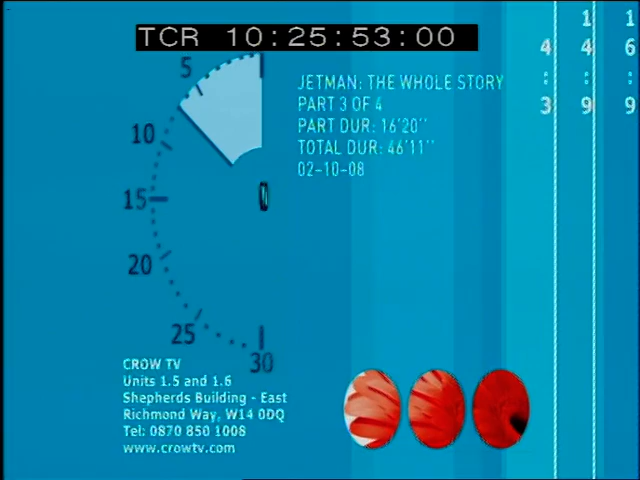 TCR 10:25:53:00
1 1
4 4 6
: : :
3 9 9
5
10
15
20
25
30
0
JETMAN: THE WHOLE STORY
PART 3 OF 4
PART DUR: 16'20''
TOTAL DUR: 46'11''
02-10-08
CROW TV
Units 1.5 and 1.6
Shepherds Building - East
Richmond Way, W14 0DQ
Tel: 0870 850 1008
www.crowtv.com